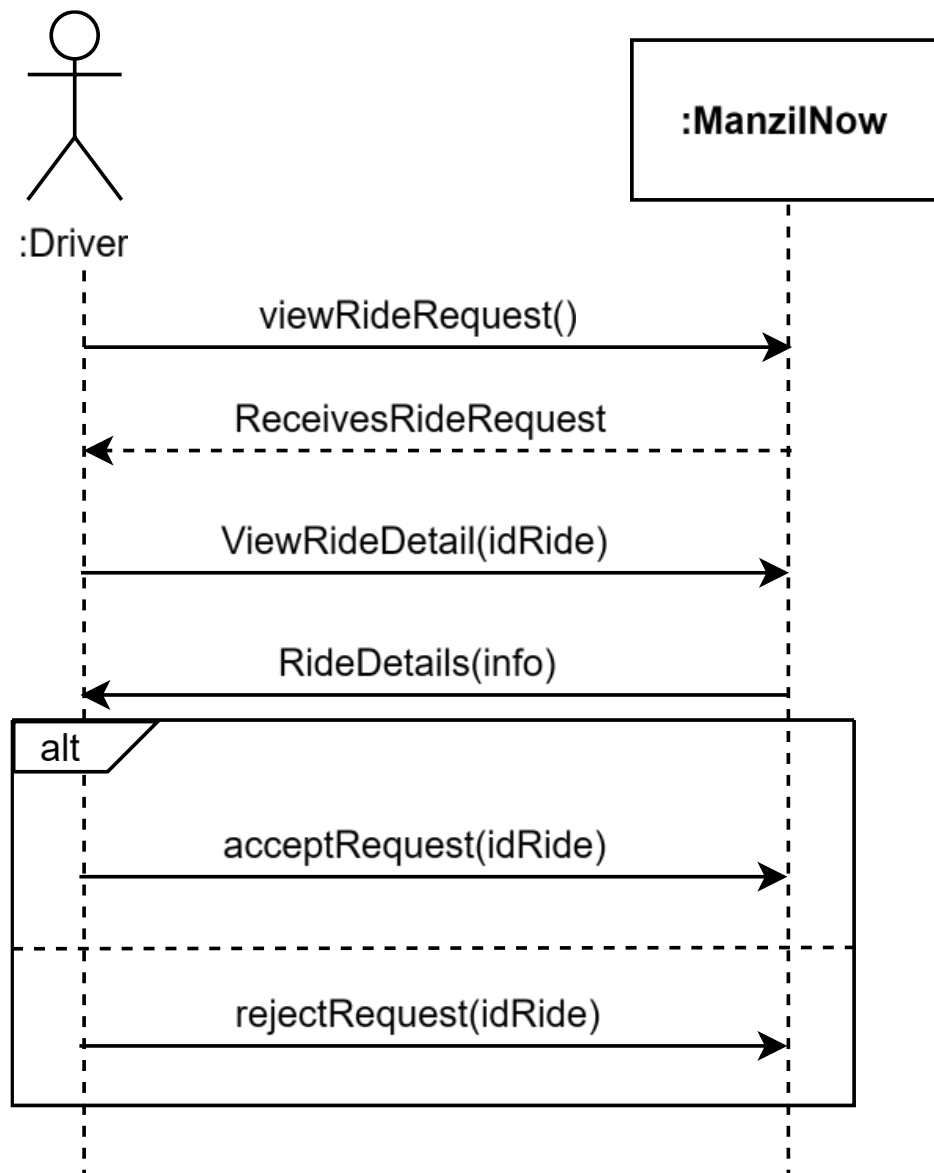 :ManzilNow
:Driver
viewRideRequest()
ReceivesRideRequest
ViewRideDetail(idRide)
RideDetails(info)
alt
acceptRequest(idRide)
rejectRequest(idRide)